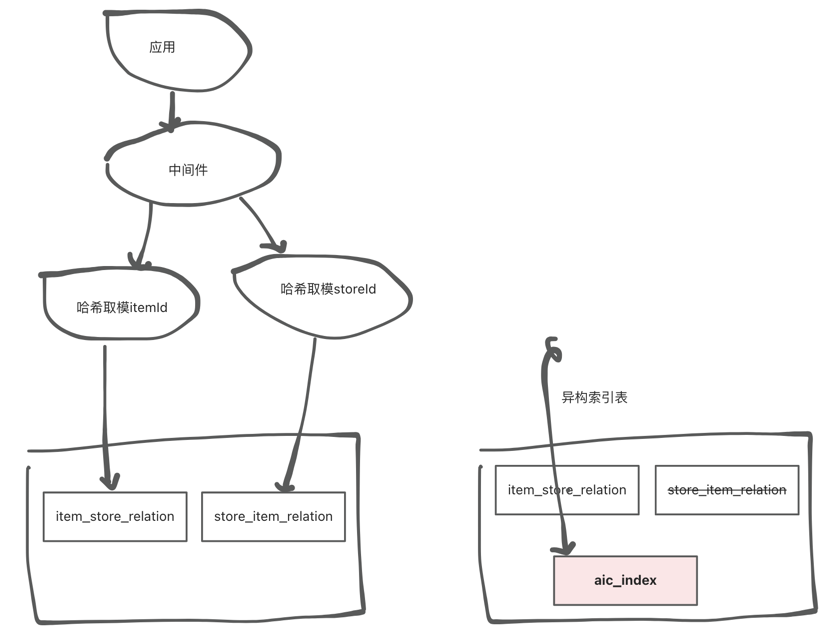 应用
中间件
哈希取模itemId
哈希取模storeId
item_store_relation
store_item_relation
异构索引表
item_store_relation
store_item_relation
aic_index